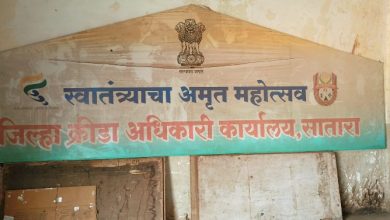 स्वातंत्र्याचा अमृत महोत्सव
जिल्हा क्रीडा अधिकारी कार्यालय, सातारा